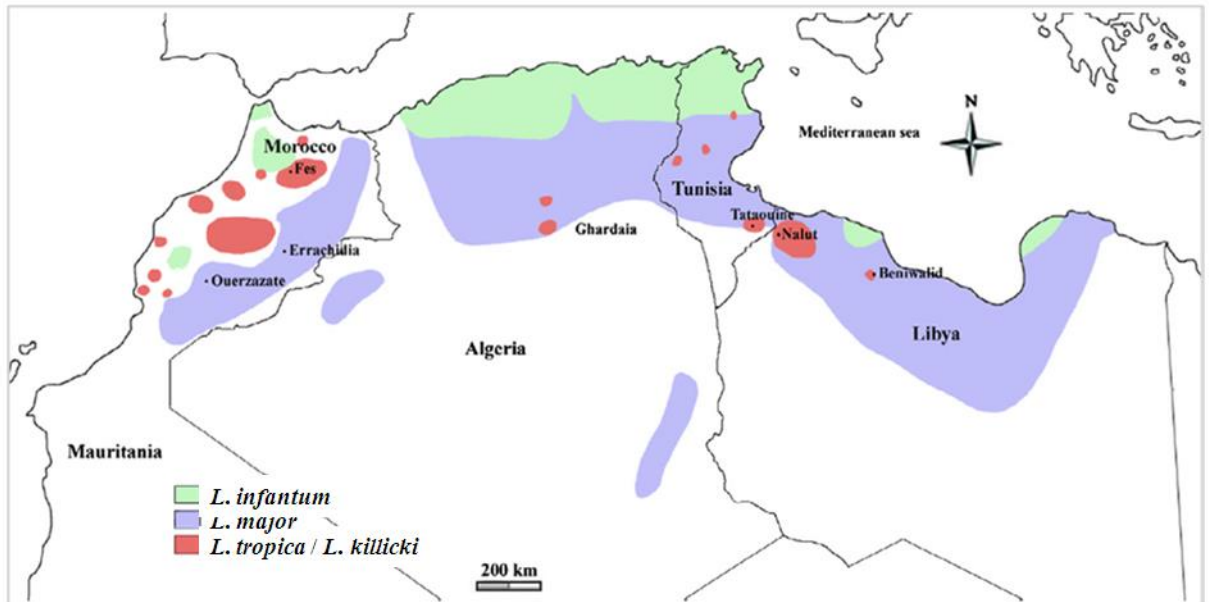 N
Mediterranean sea
Morocco
Fes
Tunisia
Tataouine
Ghardaia
Nalut
Errachidia
Ouerzazate
Beniwalid
Libya
Algeria
Mauritania
L. infantum
L. major
L. tropica / L. killicki
200 km